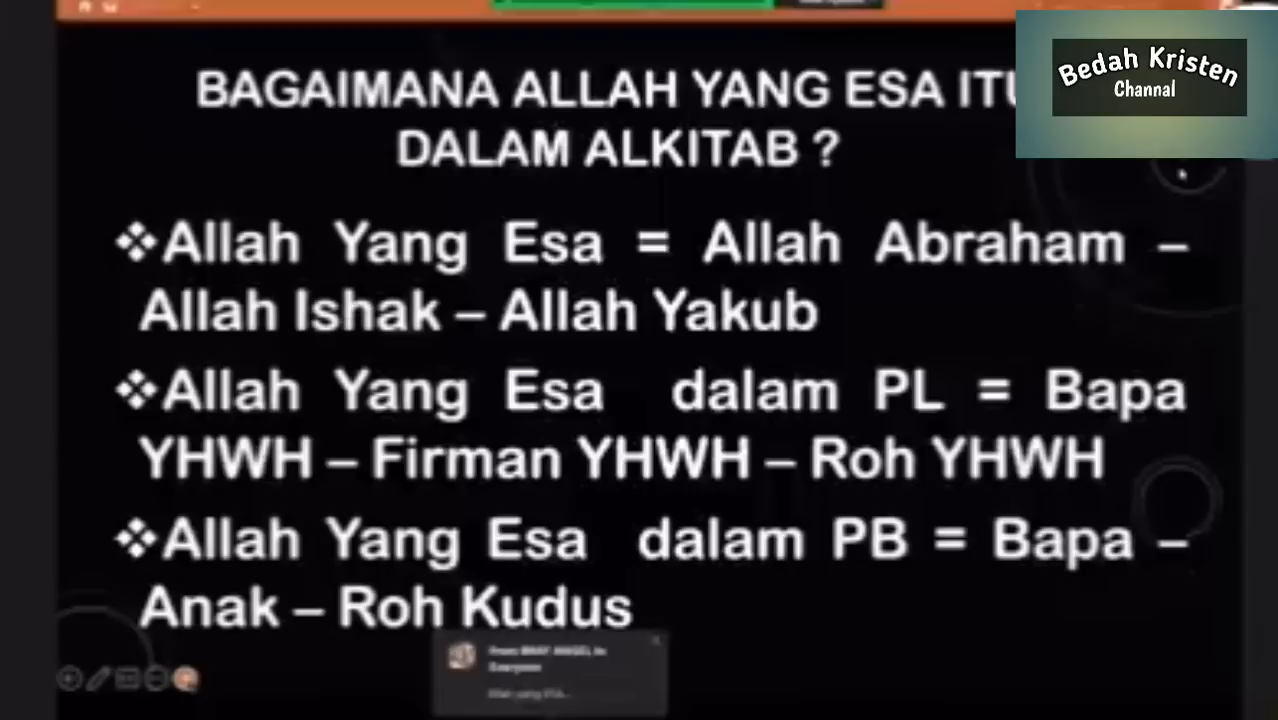 BAGAIMANA ALLAH YANG ESA ITU
DALAM ALKITAB ?
Bedah Kristen
Channal
❖Allah Yang Esa = Allah Abraham –
Allah Ishak – Allah Yakub
❖Allah Yang Esa dalam PL = Bapa
YHWH – Firman YHWH – Roh YHWH
❖Allah Yang Esa dalam PB = Bapa –
Anak – Roh Kudus
Everyone